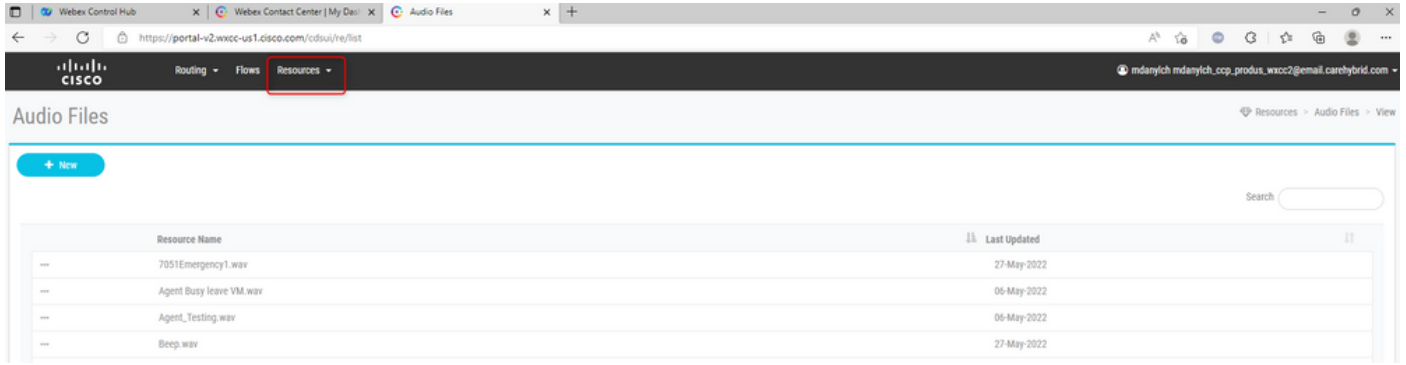 Webex Control Hub
Webex Contact Center | My Das
Audio Files
https://portal-v2.wxcc-us1.cisco.com/cdsui/re/list
CISCO
Routing
Flows
Resources
mdanylch mdanylch_ccp_produs_wxcc2@email.carehybrid.com
Audio Files
Resources > Audio Files > View
+ New
Search
Resource Name
Last Updated
7051Emergency1.wav
27-May-2022
Agent Busy leave VM.wav
06-May-2022
Agent_Testing.wav
06-May-2022
Beep.wav
27-May-2022